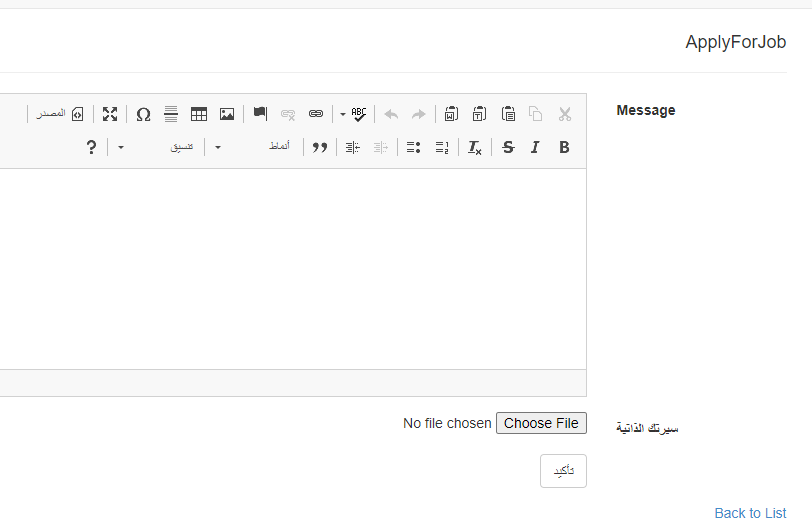 ApplyForJob
Message
المصدر
أنماط
تنسيق
سيرتك الذاتية
Choose File No file chosen
تأكيد
Back to List